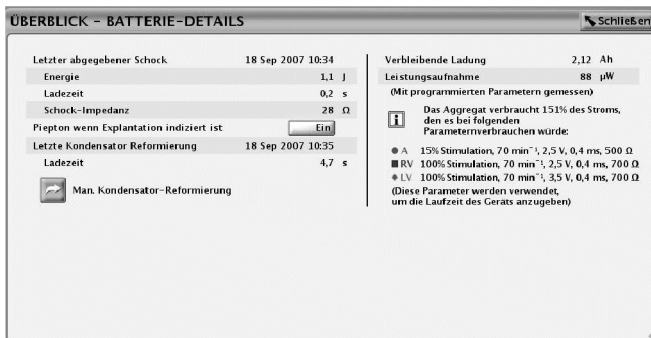 ÜBERBLICK – BATTERIE-DETAILS
Schließen
Letzter abgegebener Schock 18 Sep 2007 10:34
Energie 1,1 J
Ladezeit 0,2 s
Schock-Impedanz 28 Ω
Piepton wenn Explantation indiziert ist Ein
Letzte Kondensator Reformierung 18 Sep 2007 10:35
Ladezeit 4,7 s
Man. Kondensator-Reformierung
Verbleibende Ladung 2,12 Ah
Leistungsaufnahme 88 µW
(Mit programmierten Parametern gemessen)
Das Aggregat verbraucht 151% des Stroms,
den es bei folgenden
Parameternverbrauchen würde:
A 15% Stimulation, 70 min⁻¹, 2,5 V, 0,4 ms, 500 Ω
RV 100% Stimulation, 70 min⁻¹, 2,5 V, 0,4 ms, 700 Ω
LV 100% Stimulation, 70 min⁻¹, 3,5 V, 0,4 ms, 700 Ω
(Diese Parameter werden verwendet,
um die Laufzeit des Geräts anzugeben)